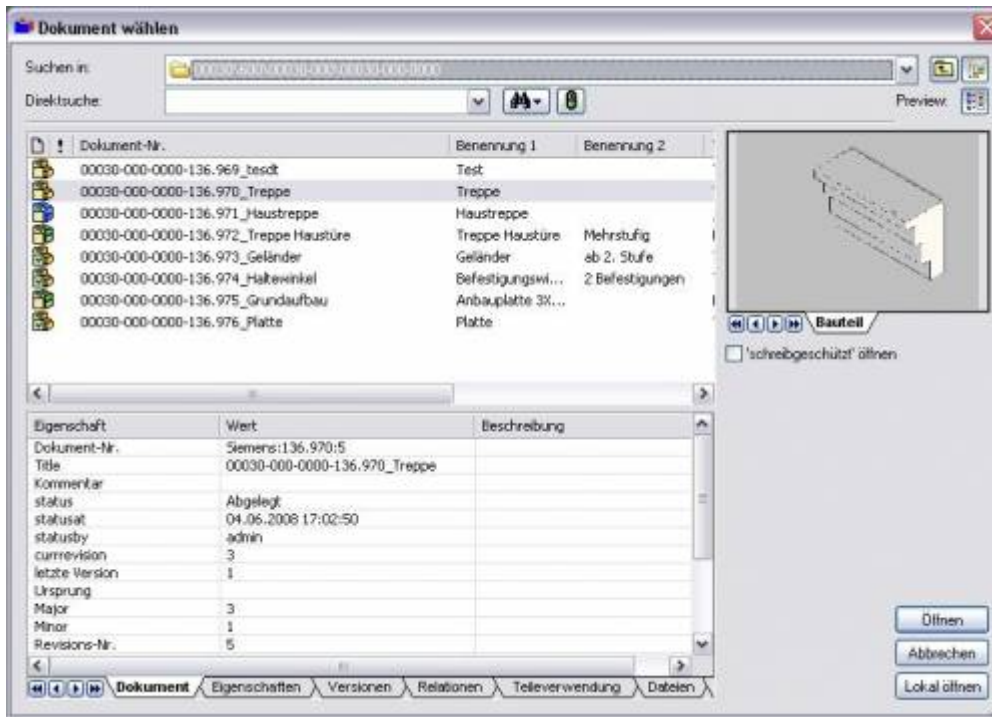 Dokument wählen
Suchen in:
Direktsuche:
Preview:
! Dokument-Nr. Benennung 1 Benennung 2
00030-000-0000-136.969_tesdt Test
00030-000-0000-136.970_Treppe Treppe
00030-000-0000-136.971_Haustreppe Haustreppe
00030-000-0000-136.972_Treppe Haustüre Treppe Haustüre Mehrstufig
00030-000-0000-136.973_Geländer Geländer ab 2. Stufe
00030-000-0000-136.974_Haltewinkel Befestigungswi... 2 Befestigungen
00030-000-0000-136.975_Grundaufbau Anbauplatte 3X...
00030-000-0000-136.976_Platte Platte
Bauteil
'schreibgeschützt' öffnen
Eigenschaft Wert Beschreibung
Dokument-Nr. Siemens:136.970:5
Title 00030-000-0000-136.970_Treppe
Kommentar
status Abgelegt
statusat 04.06.2008 17:02:50
statusby admin
currrevision 3
letzte Version 1
Ursprung
Major 3
Minor 1
Revisions-Nr. 5
Öffnen
Abbrechen
Lokal öffnen
Dokument Eigenschaften Versionen Relationen Teileverwendung Dateien